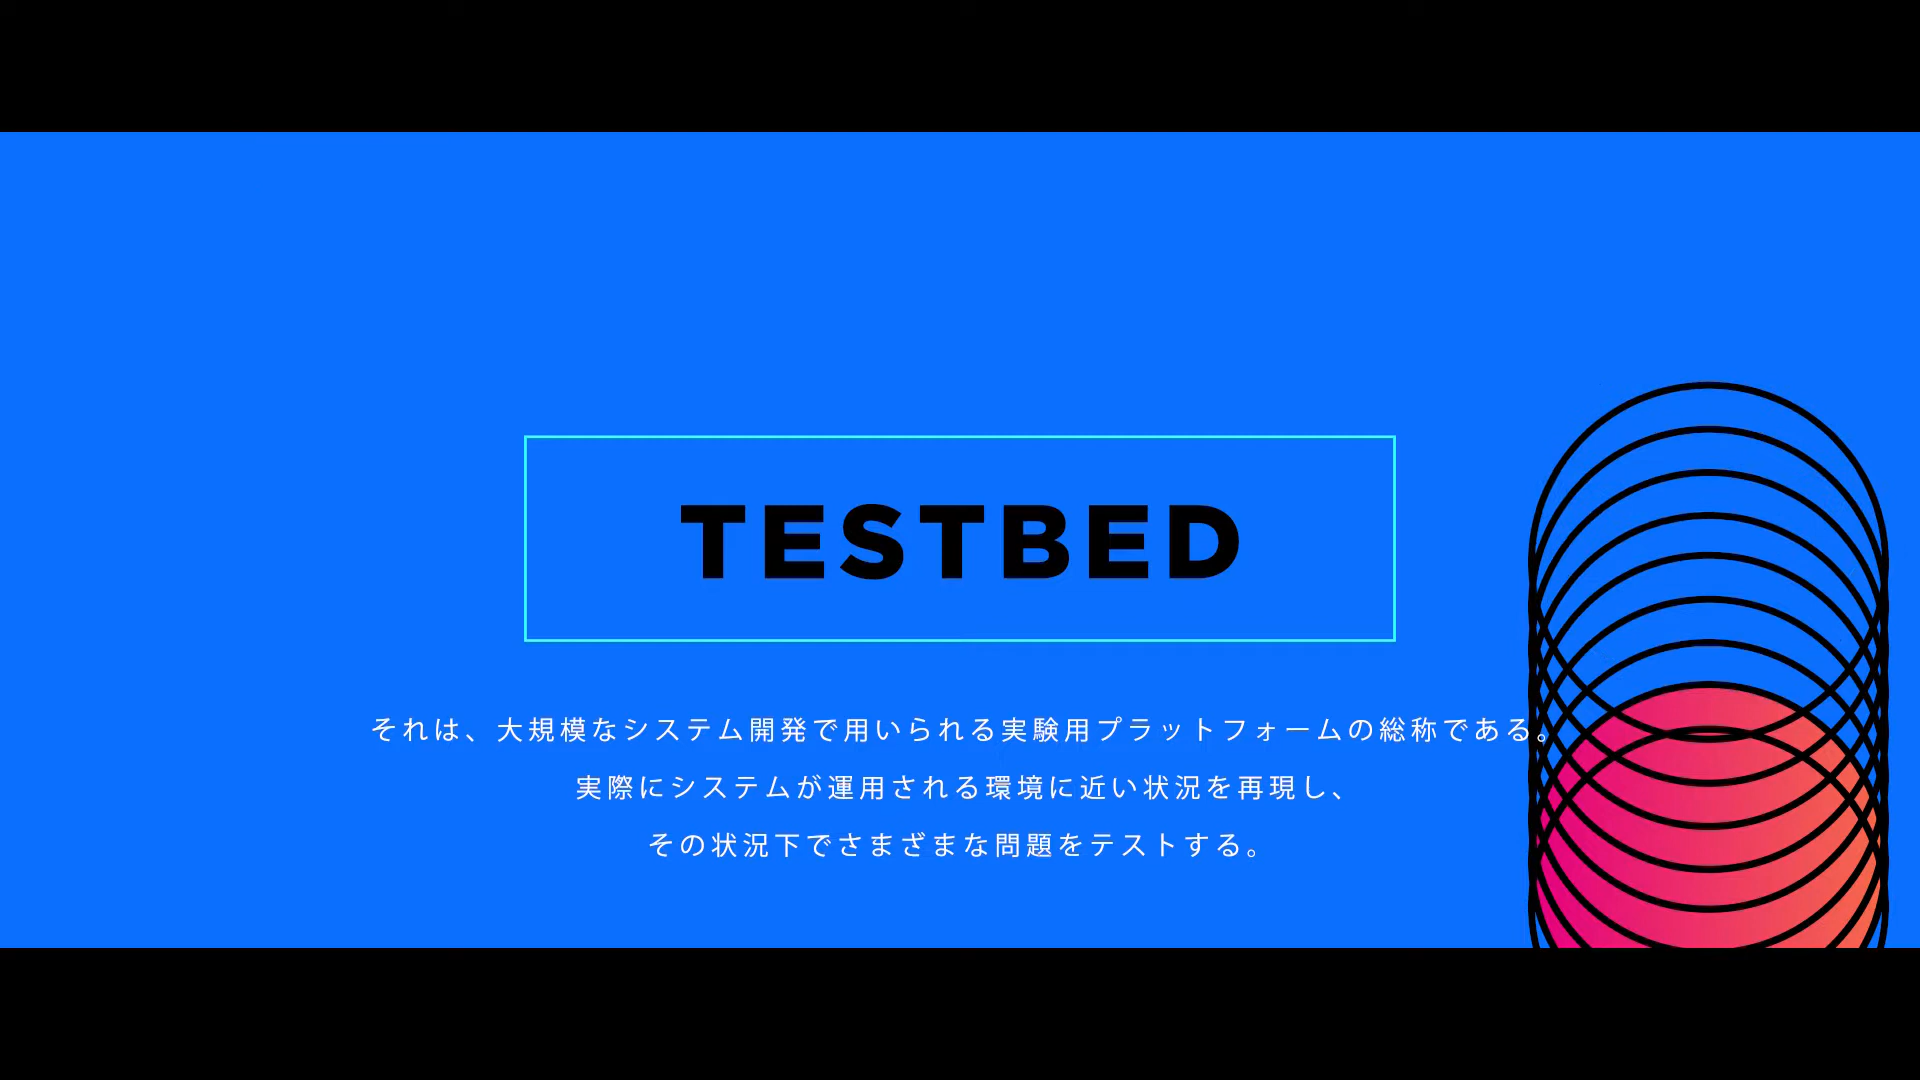 TESTBED
それは、大規模なシステム開発で用いられる実験用プラットフォームの総称である。
実際にシステムが運用される環境に近い状況を再現し、
その状況下でさまざまな問題をテストする。